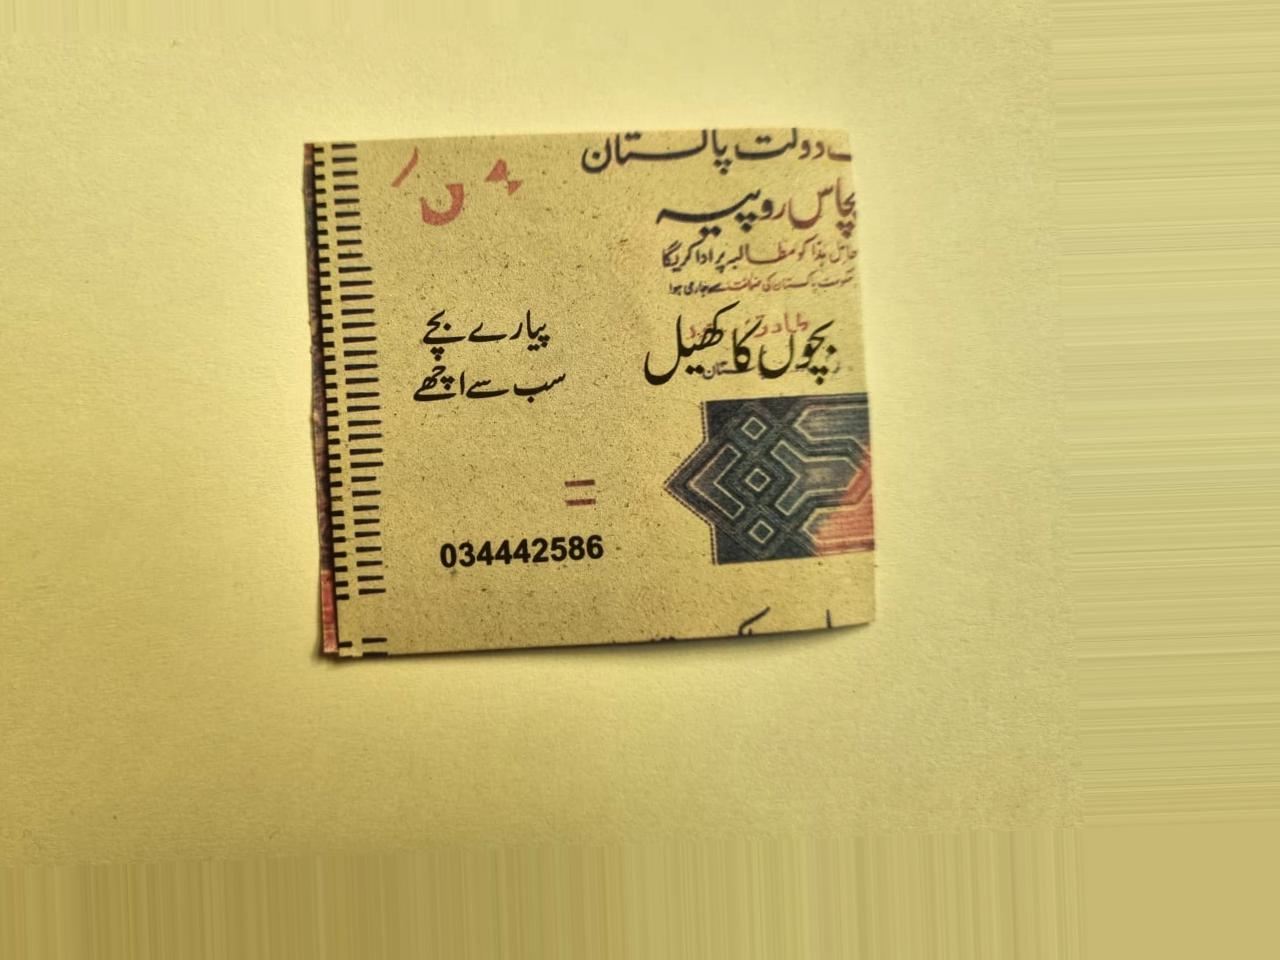 دولت پاکستان
پچاس روپیہ
حامل ہذا کو مطالبہ پر ادا کریگا
حکومت پاکستان کی ضمانت سے جاری ہوا
بچوں کا کھیل
پیارے بچے
سب سے اچھے
034442586